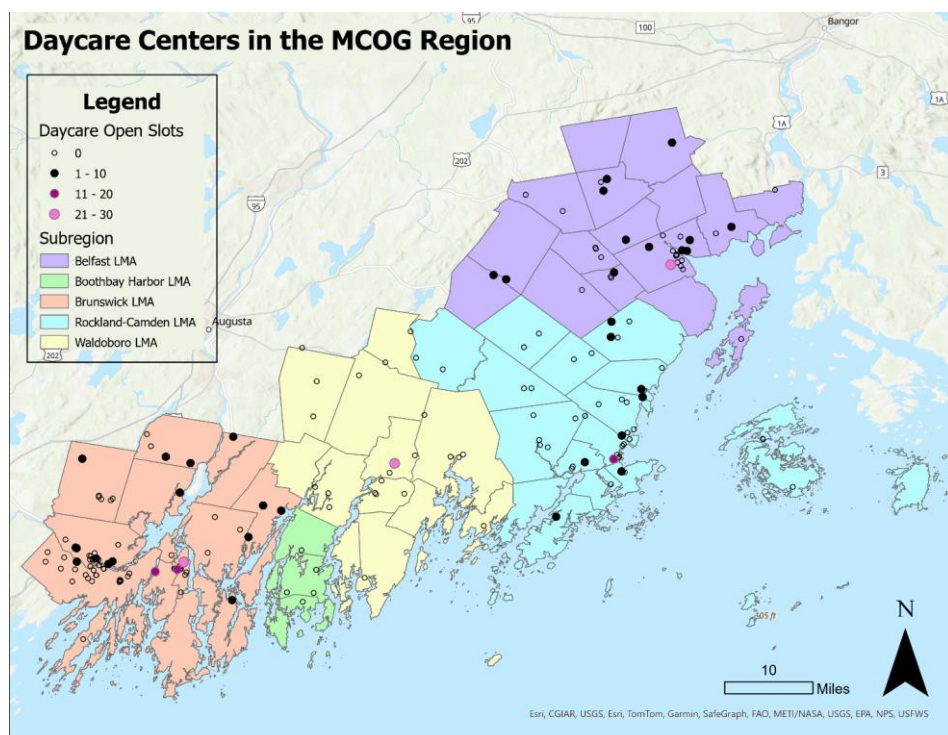 Daycare Centers in the MCOG Region
95
100
Bangor
1A
1A
202
3
95
Legend
Daycare Open Slots
0
1 - 10
11 - 20
21 - 30
Subregion
Belfast LMA
Boothbay Harbor LMA
Brunswick LMA
Rockland-Camden LMA
Waldoboro LMA
Augusta
202
N
10
Miles
Esri, CGIAR, USGS, Esri, TomTom, Garmin, SafeGraph, FAO, METI/NASA, USGS, EPA, NPS, USFWS